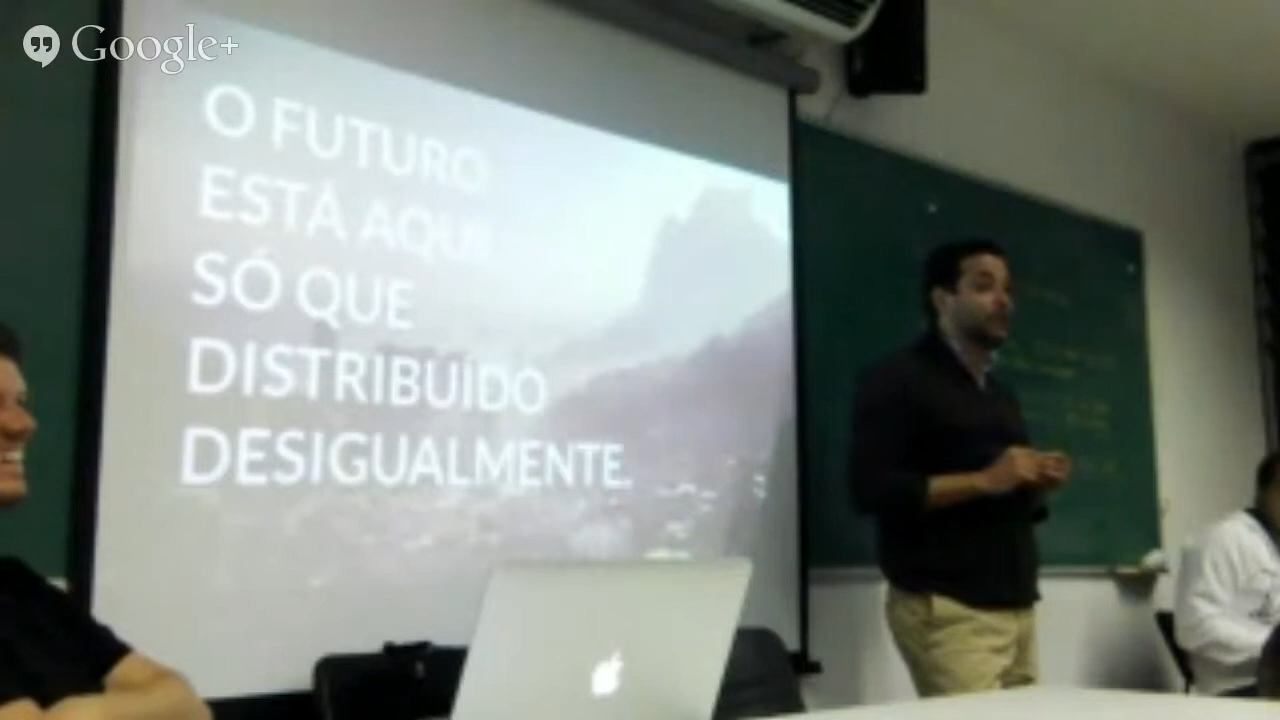 Google+
O FUTURO
ESTÁ AQUI
SÓ QUE
DISTRIBUÍDO
DESIGUALMENTE.